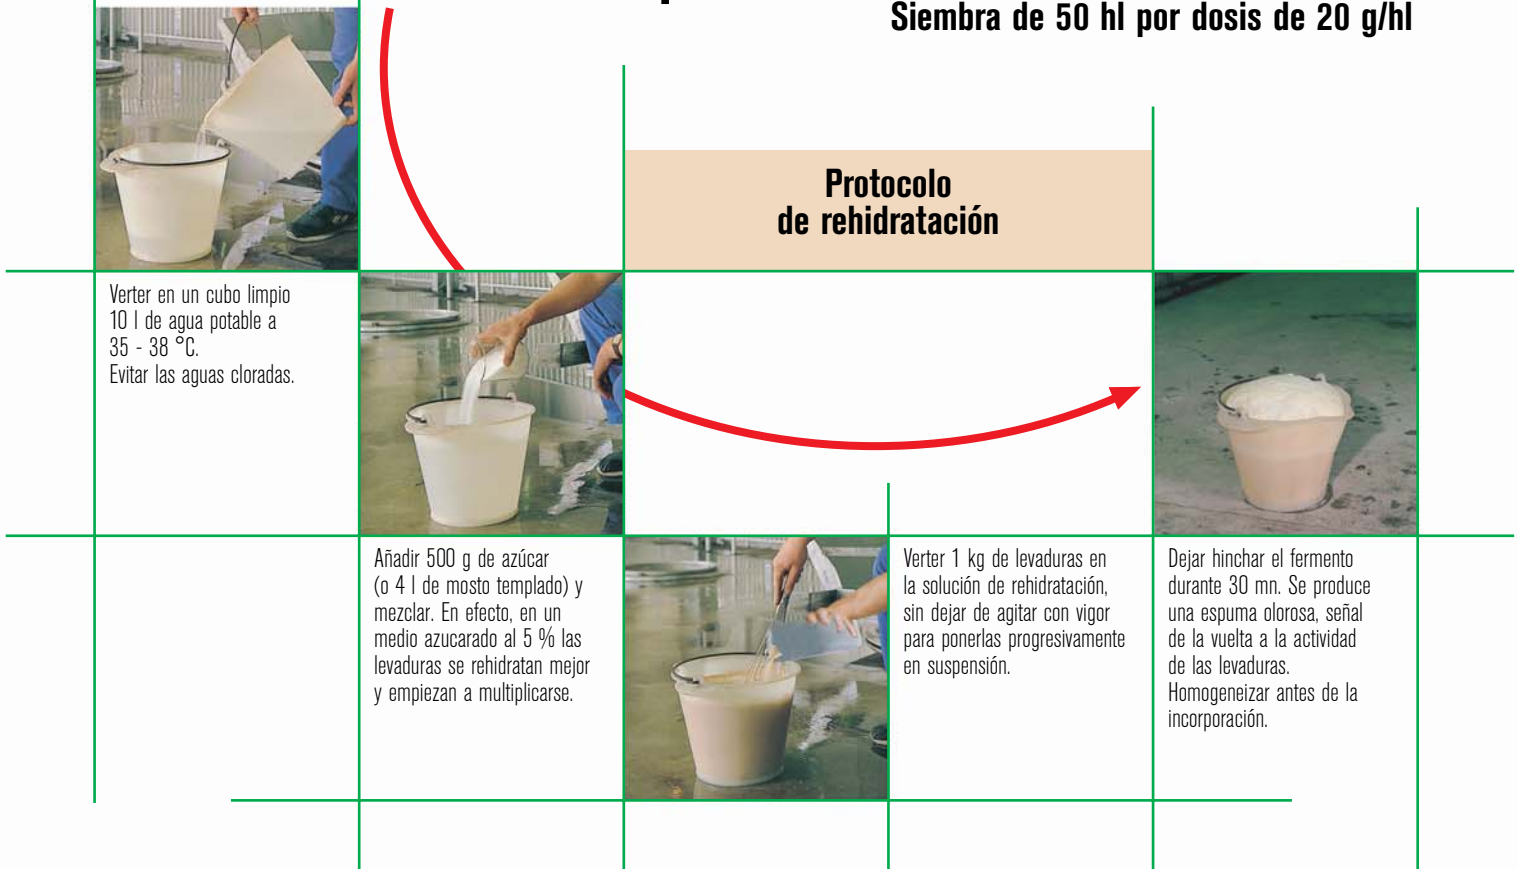 Siembra de 50 hl por dosis de 20 g/hl
Protocolo
de rehidratación
Verter en un cubo limpio
10 l de agua potable a
35 - 38 °C.
Evitar las aguas cloradas.
Añadir 500 g de azúcar
(o 4 l de mosto templado) y
mezclar. En efecto, en un
medio azucarado al 5 % las
levaduras se rehidratan mejor
y empiezan a multiplicarse.
Verter 1 kg de levaduras en
la solución de rehidratación,
sin dejar de agitar con vigor
para ponerlas progresivamente
en suspensión.
Dejar hinchar el fermento
durante 30 mn. Se produce
una espuma olorosa, señal
de la vuelta a la actividad
de las levaduras.
Homogeneizar antes de la
incorporación.